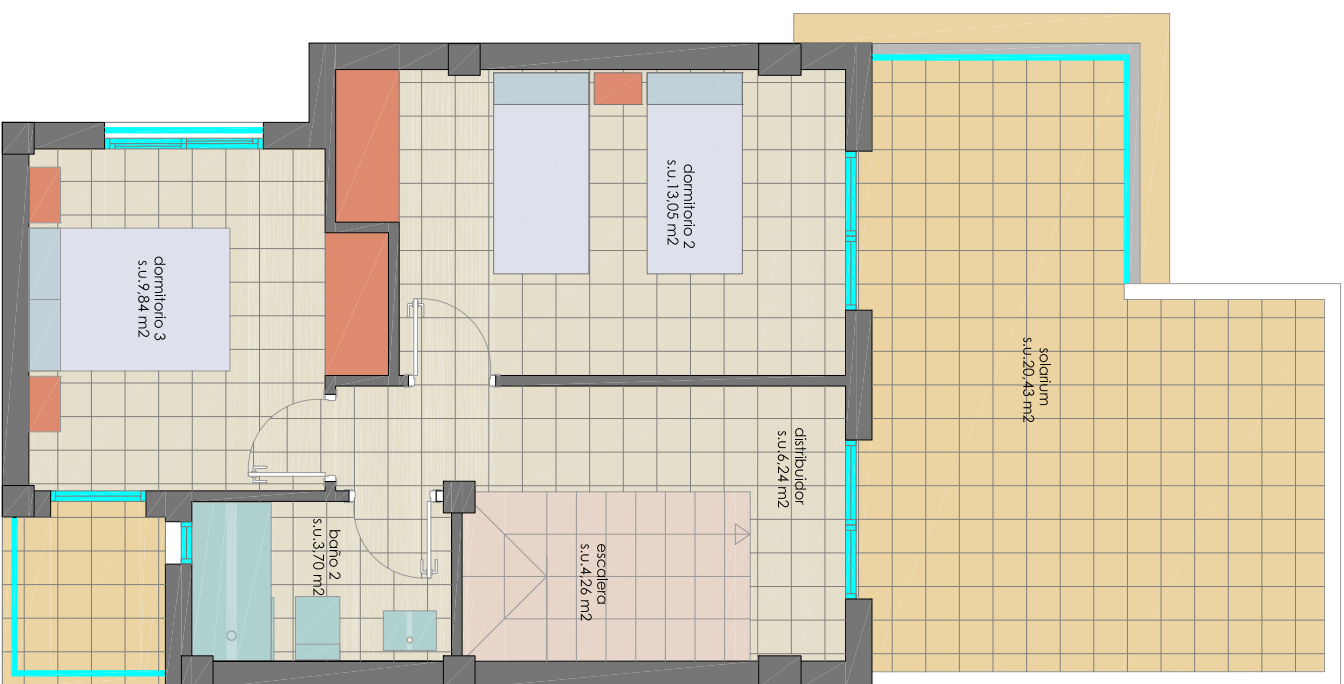 dormitorio 3
s.u.9,84 m2
dormitorio 2
s.u.13,05 m2
solarium
s.u.20,43 m2
distribuidor
s.u.6,24 m2
baño 2
s.u.3,70 m2
escalera
s.u.4,26 m2